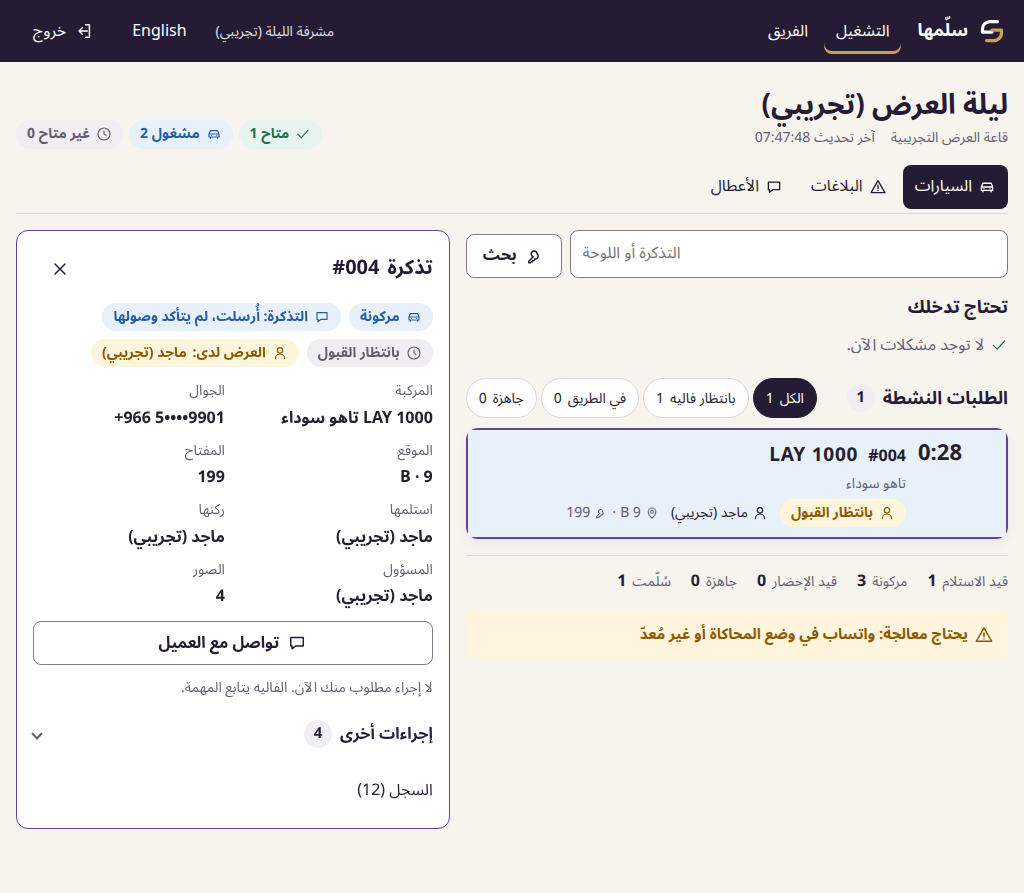 سلّمها
التشغيل
الفريق
مشرفة الليلة (تجريبي)
English
خروج
ليلة العرض (تجريبي)
قاعة العرض التجريبية آخر تحديث 07:47:48
متاح 1
مشغول 2
غير متاح 0
السيارات
البلاغات
الأعطال
التذكرة أو اللوحة
بحث
تحتاج تدخلك
لا توجد مشكلات الآن.
الطلبات النشطة 1
الكل 1
بانتظار فاليه 1
في الطريق 0
جاهزة 0
0:28 #004 LAY 1000
تاهو سوداء
بانتظار القبول ماجد (تجريبي) B 9 · 199
قيد الاستلام 1 مركونة 3 قيد الإحضار 0 جاهزة 0 سُلّمت 1
يحتاج معالجة: واتساب في وضع المحاكاة أو غير مُعدّ
تذكرة #004
مركونة
التذكرة: أُرسلت، لم يتأكد وصولها
بانتظار القبول
العرض لدى: ماجد (تجريبي)
المركبة
LAY 1000 تاهو سوداء
الجوال
+966 5••••9901
الموقع
B · 9
المفتاح
199
استلمها
ماجد (تجريبي)
ركنها
ماجد (تجريبي)
المسؤول
ماجد (تجريبي)
الصور
4
تواصل مع العميل
لا إجراء مطلوب منك الآن. الفاليه يتابع المهمة.
إجراءات أخرى 4
السجل (12)